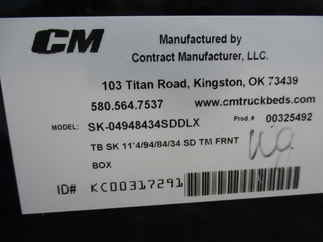 CM
Manufactured by
Contract Manufacturer, LLC.
103 Titan Road, Kingston, OK 73439
580.564.7537 www.cmtruckbeds.com
MODEL: SK-04948434SDDLX Prod.# 00325492
TB SK 11'4/94/84/34 SD TM FRNT
BOX
ID# KC00317291